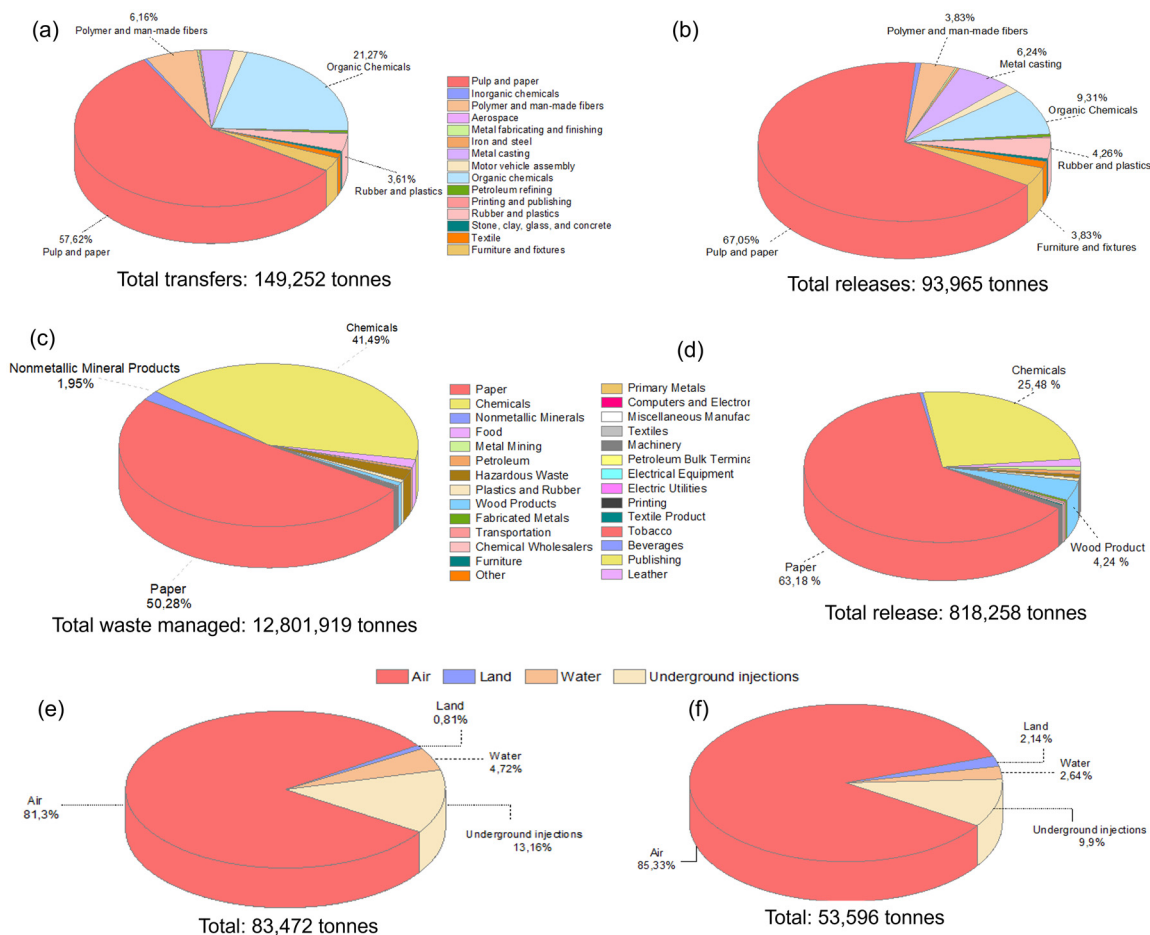 (a)
6,16%
Polymer and man-made fibers
21,27%
Organic Chemicals
3,61%
Rubber and plastics
57,62%
Pulp and paper
Total transfers: 149,252 tonnes
Pulp and paper
Inorganic chemicals
Polymer and man-made fibers
Aerospace
Metal fabricating and finishing
Iron and steel
Metal casting
Motor vehicle assembly
Organic chemicals
Petroleum refining
Printing and publishing
Rubber and plastics
Stone, clay, glass, and concrete
Textile
Furniture and fixtures
(b)
3,83%
Polymer and man-made fibers
6,24%
Metal casting
9,31%
Organic Chemicals
4,26%
Rubber and plastics
3,83%
Furniture and fixtures
67,05%
Pulp and paper
Total releases: 93,965 tonnes
(c)
Chemicals
41,49%
Nonmetallic Mineral Products
1,95%
Paper
50,28%
Total waste managed: 12,801,919 tonnes
Paper
Chemicals
Nonmetallic Minerals
Food
Metal Mining
Petroleum
Hazardous Waste
Plastics and Rubber
Wood Products
Fabricated Metals
Transportation
Chemical Wholesalers
Furniture
Other
Primary Metals
Computers and Electron
Miscellaneous Manufac
Textiles
Machinery
Petroleum Bulk Termina
Electrical Equipment
Electric Utilities
Printing
Textile Product
Tobacco
Beverages
Publishing
Leather
(d)
Chemicals
25,48 %
Wood Product
4,24 %
Paper
63,18 %
Total release: 818,258 tonnes
Air
Land
Water
Underground injections
(e)
Land
0,81%
Water
4,72%
Underground injections
13,16%
Air
81,3%
Total: 83,472 tonnes
(f)
Land
2,14%
Water
2,64%
Underground injections
9,9%
Air
85,33%
Total: 53,596 tonnes